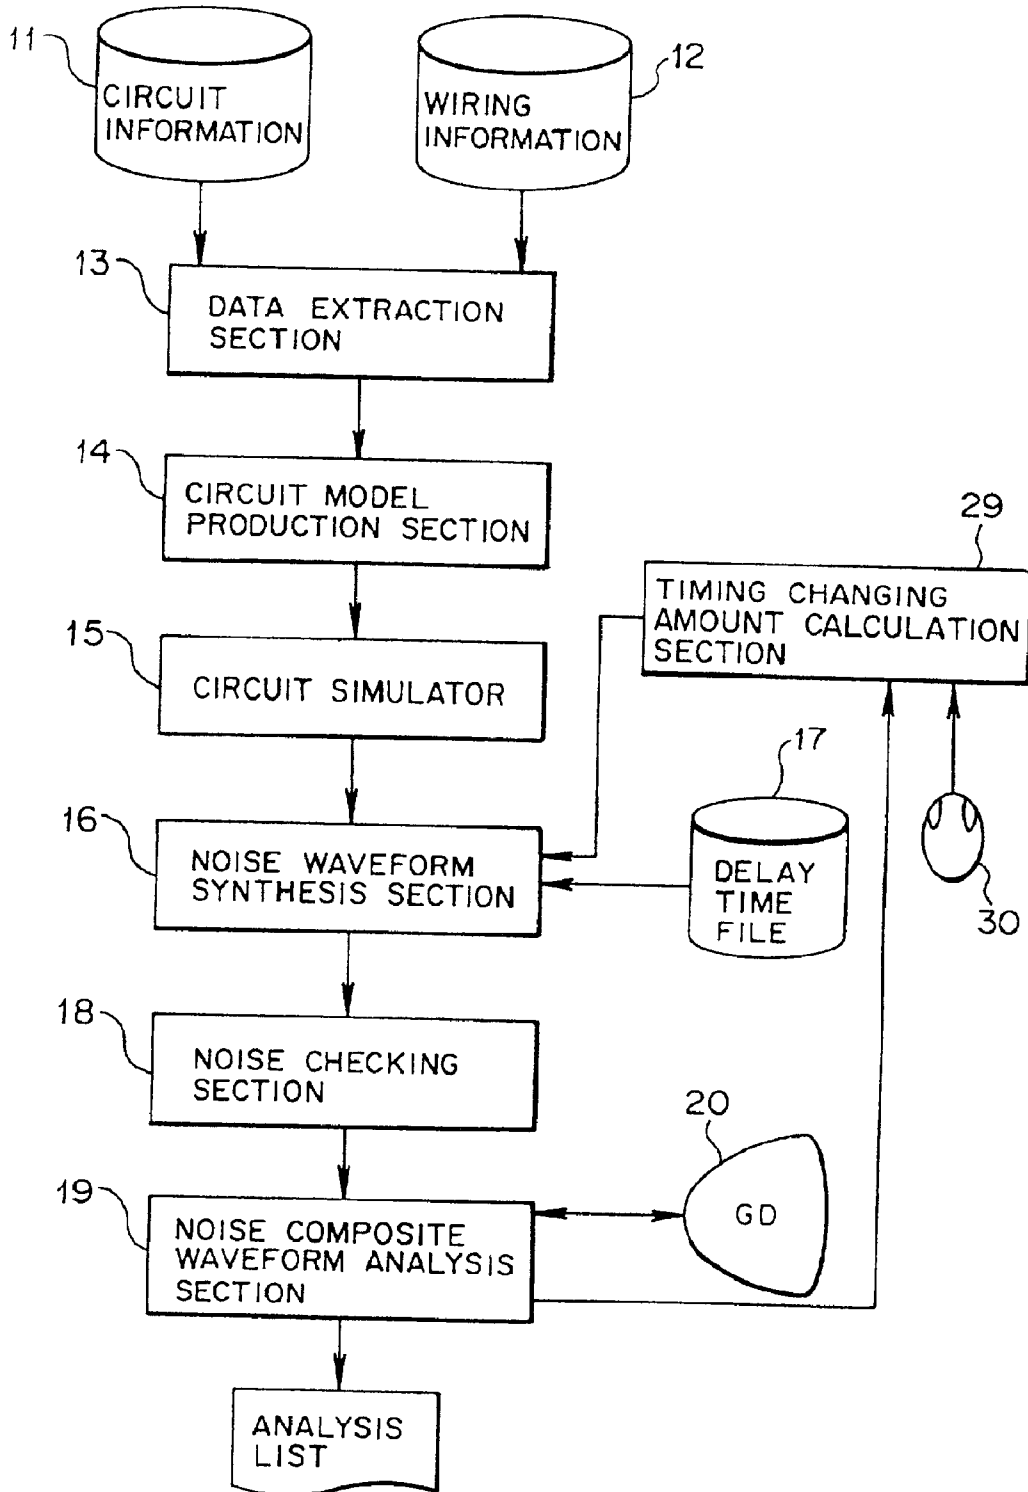 11
CIRCUIT
INFORMATION
12
WIRING
INFORMATION
13
DATA EXTRACTION
SECTION
14
CIRCUIT MODEL
PRODUCTION SECTION
29
TIMING CHANGING
AMOUNT CALCULATION
SECTION
15
CIRCUIT SIMULATOR
17
DELAY
TIME
FILE
30
16
NOISE WAVEFORM
SYNTHESIS SECTION
18
NOISE CHECKING
SECTION
20
GD
19
NOISE COMPOSITE
WAVEFORM ANALYSIS
SECTION
ANALYSIS
LIST